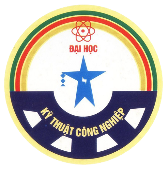 ĐẠI HỌC
KỸ THUẬT CÔNG NGHIỆP